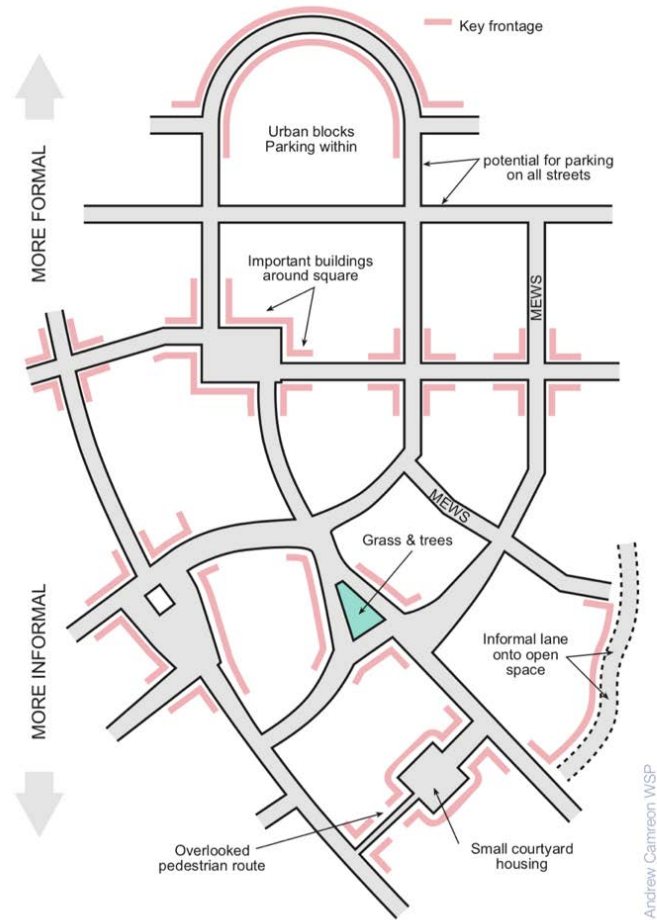 Key frontage
MORE FORMAL
Urban blocks
Parking within
potential for parking
on all streets
Important buildings
around square
MEWS
MEWS
Grass & trees
MORE INFORMAL
Informal lane
onto open
space
Overlooked
pedestrian route
Small courtyard
housing
Andrew Camreon WSP